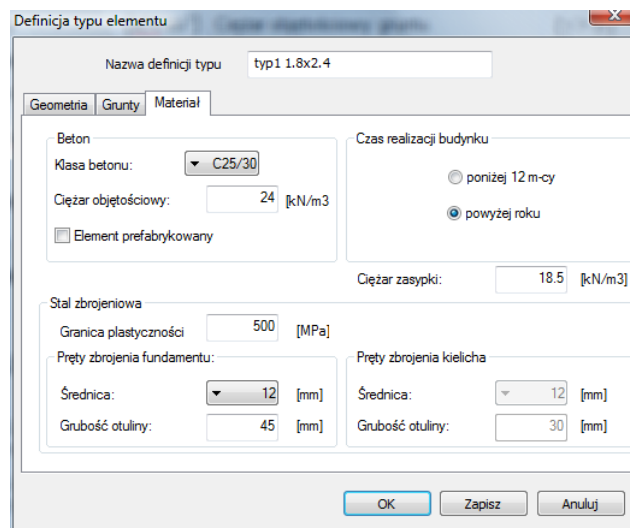 Definicja typu elementu
Nazwa definicji typu typ1 1.8x2.4
Geometria Grunty Materiał
Beton
Klasa betonu: C25/30
Ciężar objętościowy: 24 [kN/m3
Element prefabrykowany
Czas realizacji budynku
poniżej 12 m-cy
powyżej roku
Ciężar zasypki: 18.5 [kN/m3]
Stal zbrojeniowa
Granica plastyczności 500 [MPa]
Pręty zbrojenia fundamentu:
Średnica: 12 [mm]
Grubość otuliny: 45 [mm]
Pręty zbrojenia kielicha
Średnica: 12 [mm]
Grubość otuliny: 30 [mm]
OK Zapisz Anuluj